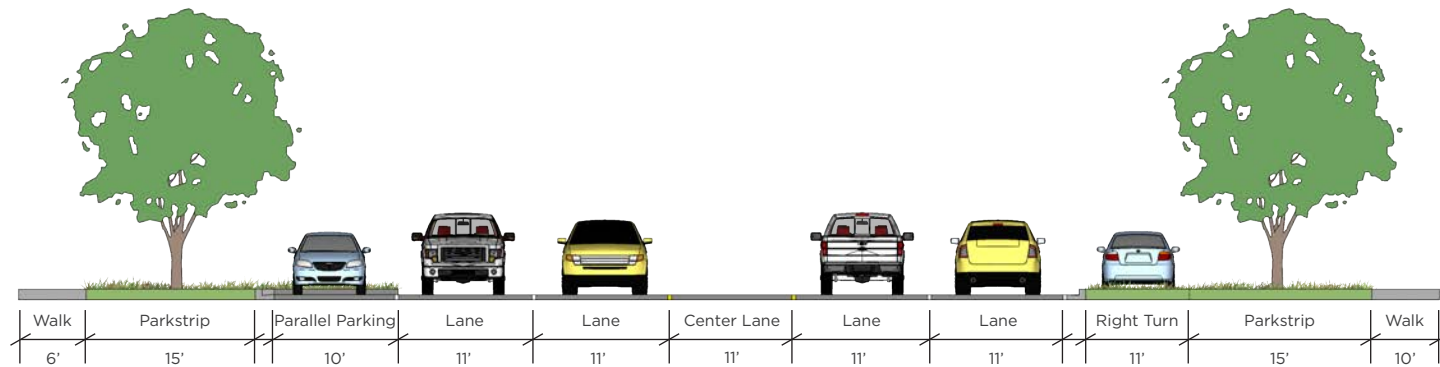 Walk Parkstrip Parallel Parking Lane Lane Center Lane Lane Lane Right Turn Parkstrip Walk
6’ 15’ 10’ 11’ 11’ 11’ 11’ 11’ 11’ 15’ 10’